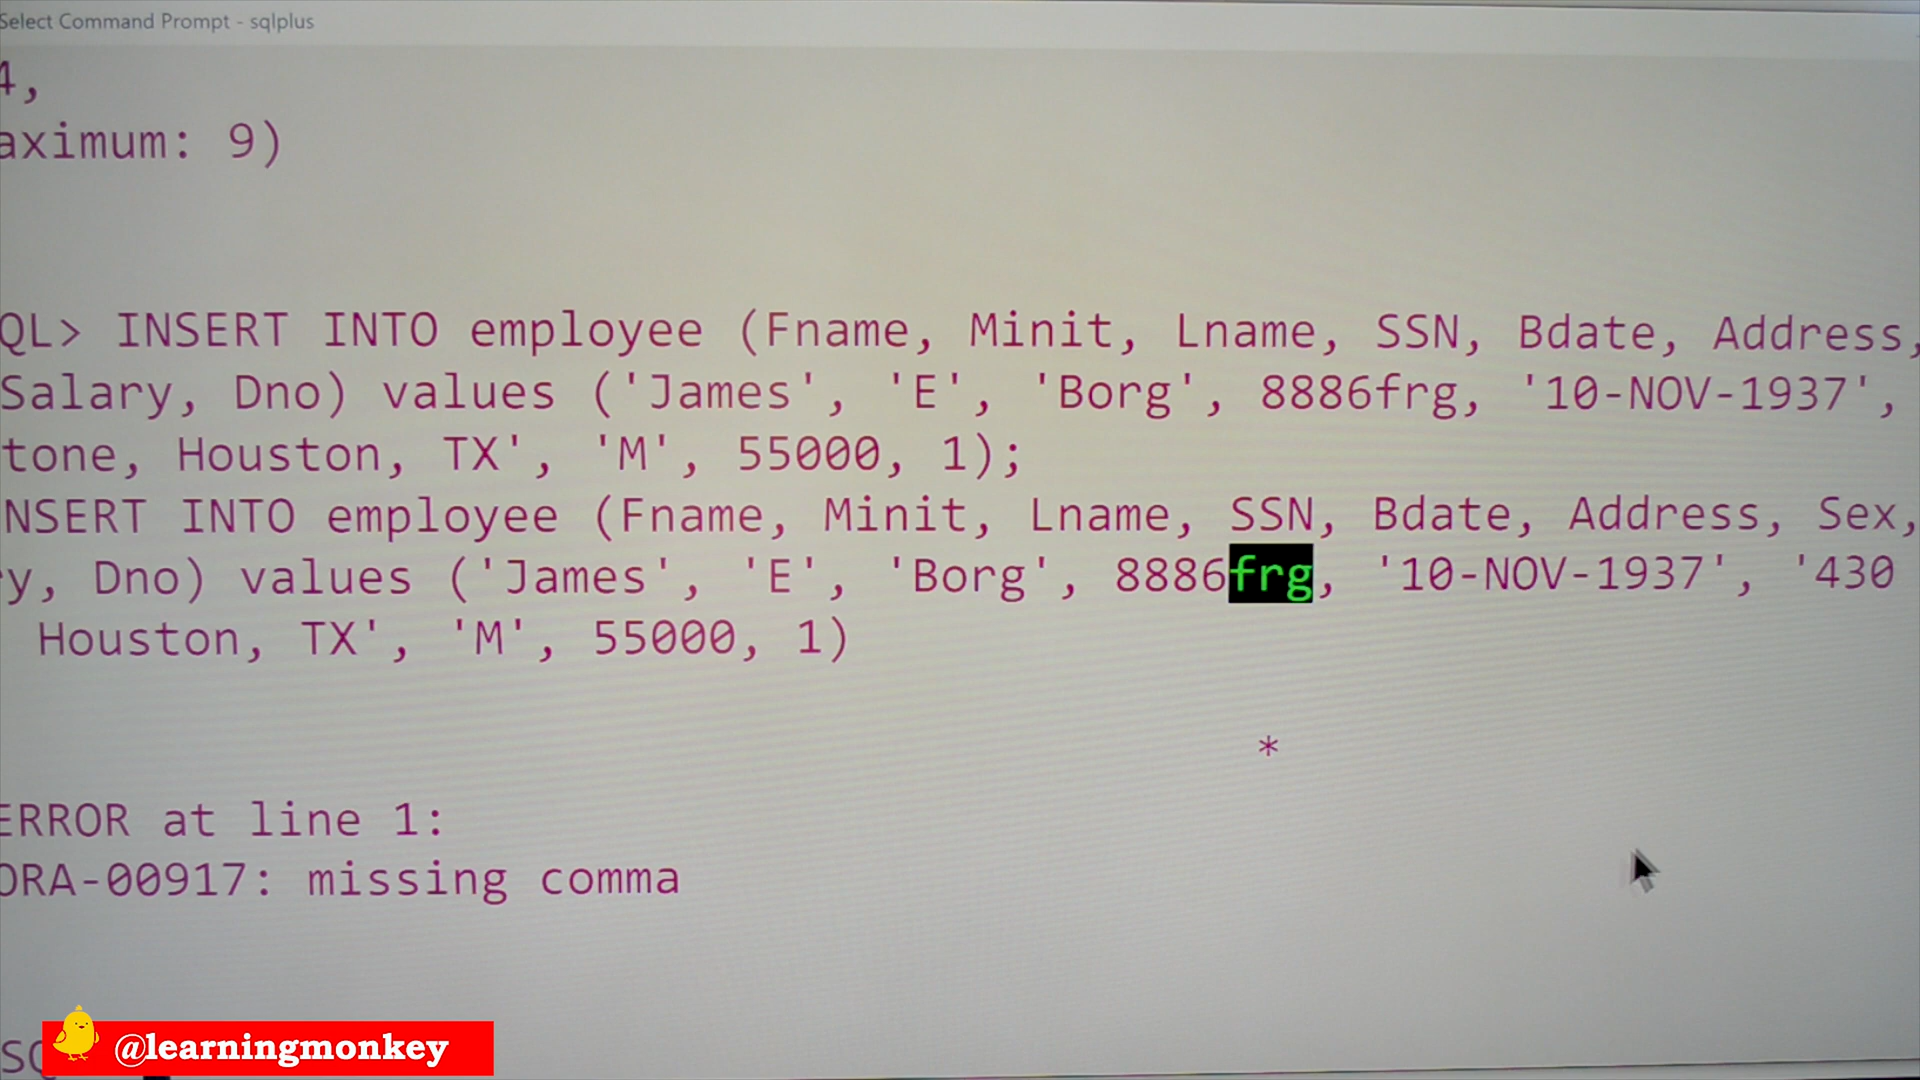 Select Command Prompt - sqlplus
4,
aximum: 9)
QL> INSERT INTO employee (Fname, Minit, Lname, SSN, Bdate, Address,
Salary, Dno) values ('James', 'E', 'Borg', 8886frg, '10-NOV-1937',
tone, Houston, TX', 'M', 55000, 1);
NSERT INTO employee (Fname, Minit, Lname, SSN, Bdate, Address, Sex,
y, Dno) values ('James', 'E', 'Borg', 8886frg, '10-NOV-1937', '430
Houston, TX', 'M', 55000, 1)
*
ERROR at line 1:
ORA-00917: missing comma
SQ
@learningmonkey